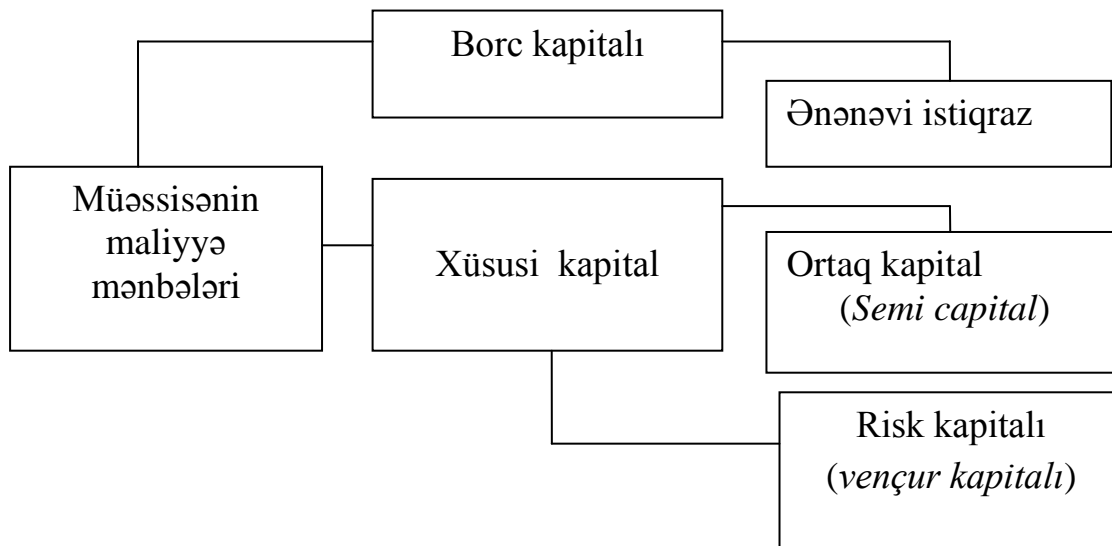 Borc kapitalı
Ənənəvi istiqraz
Müəssisənin
maliyyə
mənbələri
Xüsusi kapital
Ortaq kapital
(Semi capital)
Risk kapitalı
(vençur kapitalı)